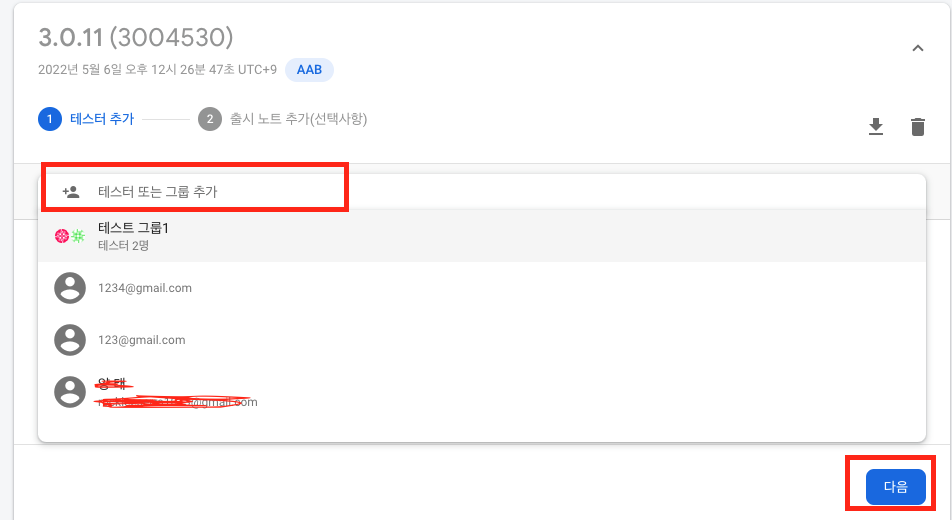 3.0.11 (3004530)
2022년 5월 6일 오후 12시 26분 47초 UTC+9 AAB
1 테스터 추가 2 출시 노트 추가(선택사항)
테스터 또는 그룹 추가
테스트 그룹1
테스터 2명
1234@gmail.com
123@gmail.com
@gmail.com
다음